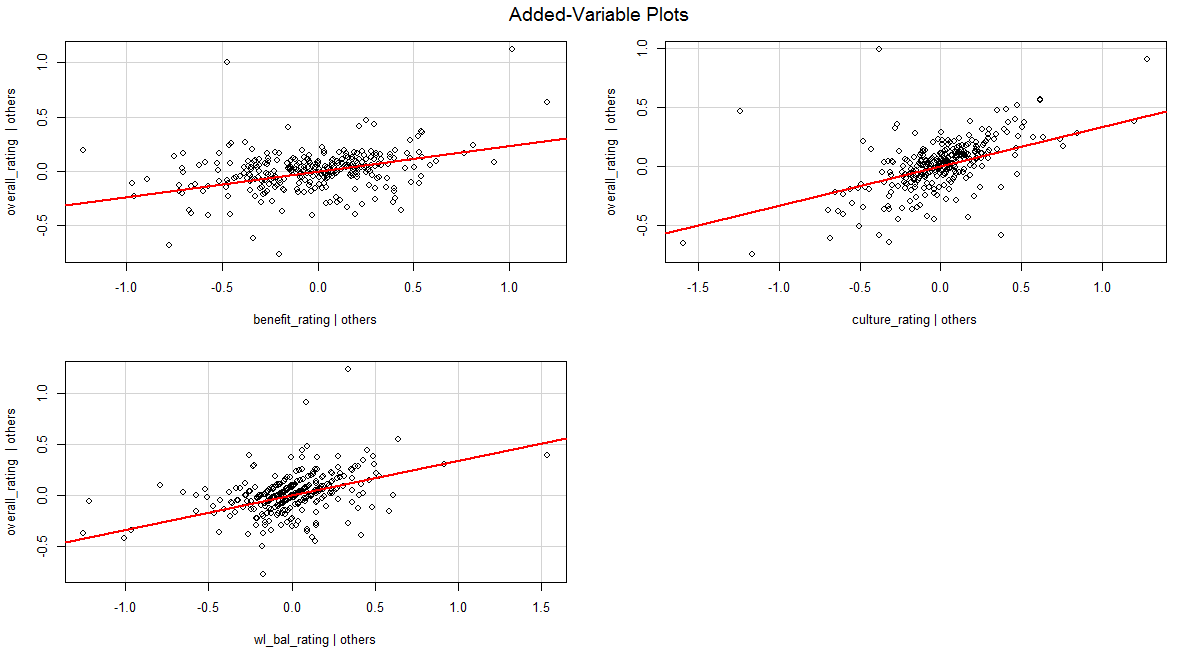 Added-Variable Plots
overall_rating | others
1.0
0.5
0.0
-0.5
-1.0 -0.5 0.0 0.5 1.0
benefit_rating | others
overall_rating | others
1.0
0.5
0.0
-0.5
-1.5 -1.0 -0.5 0.0 0.5 1.0
culture_rating | others
overall_rating | others
1.0
0.5
0.0
-0.5
-1.0 -0.5 0.0 0.5 1.0 1.5
wl_bal_rating | others